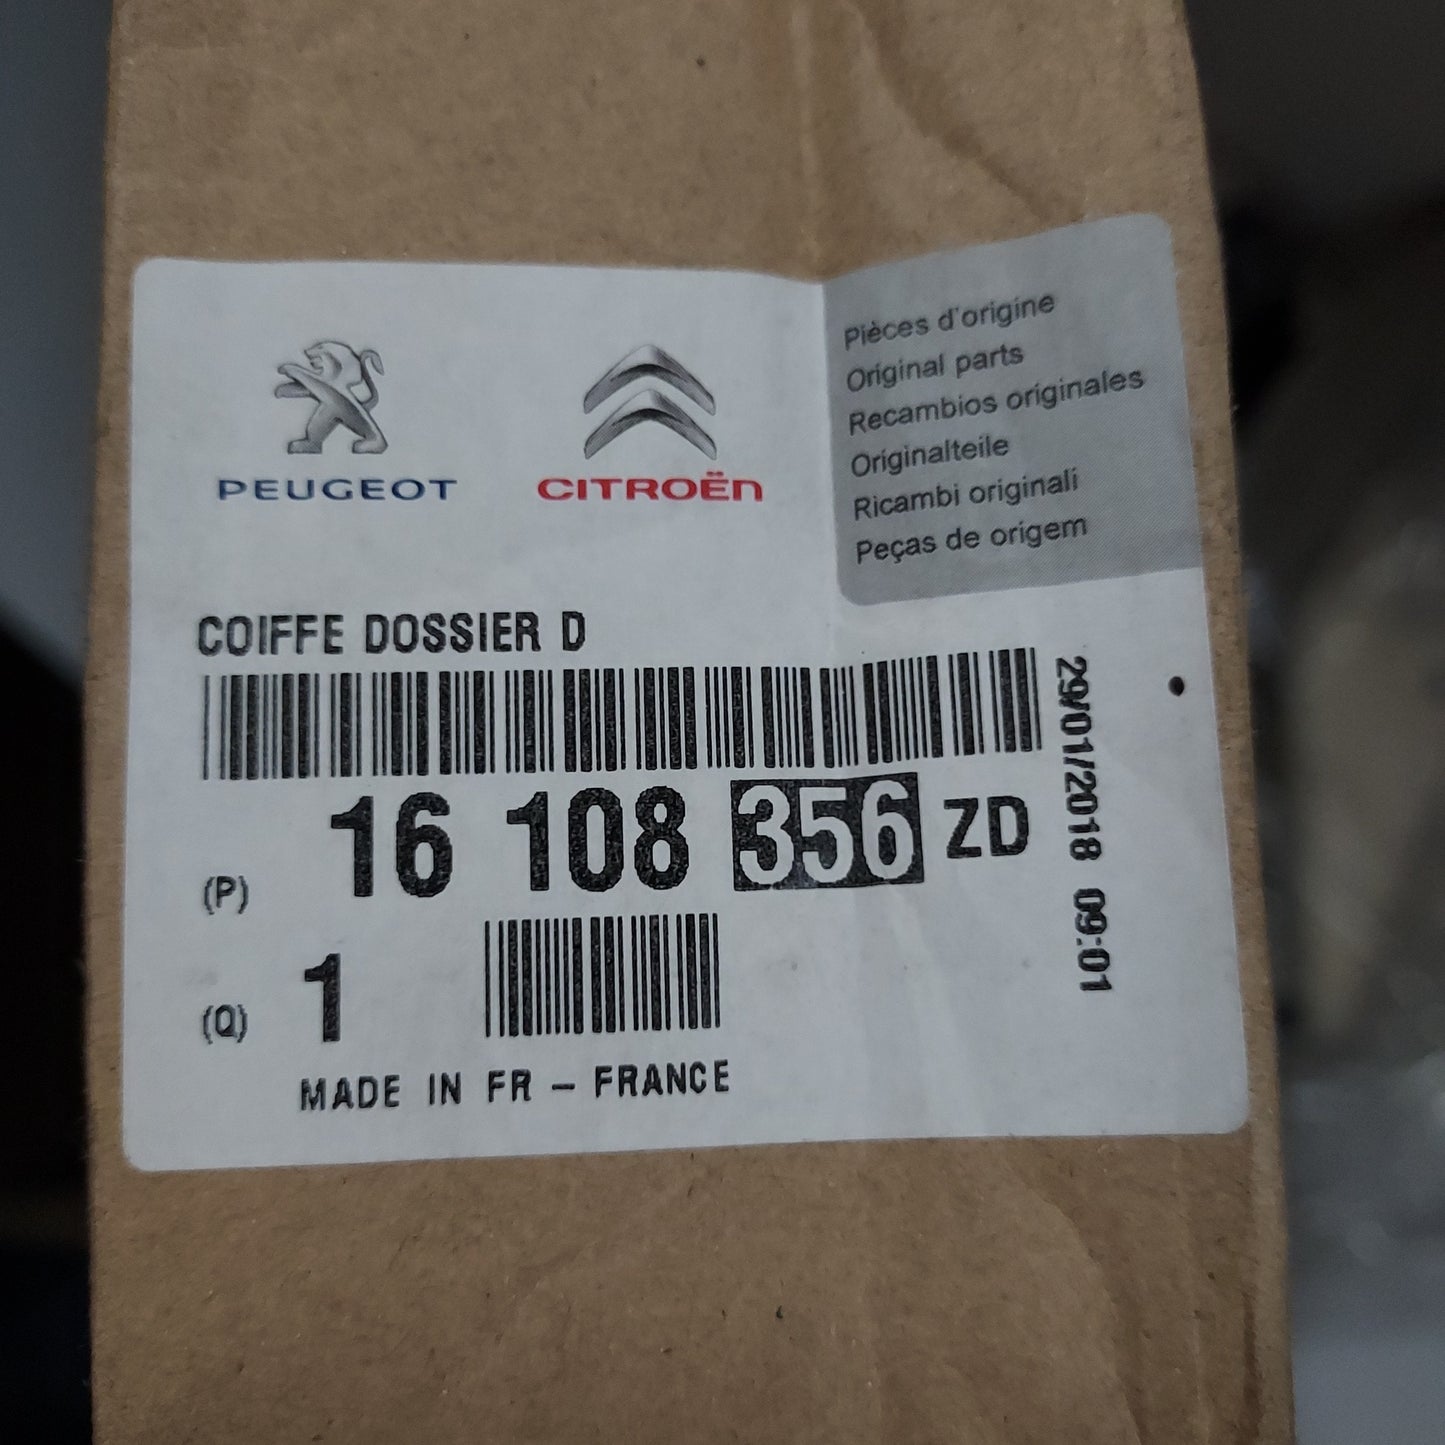 PEUGEOT
CITROËN
Pièces d'origine
Original parts
Recambios originales
Originalteile
Ricambi originali
Peças de origem
COIFFE DOSSIER D
(P) 16 108 356 ZD
(Q) 1
MADE IN FR - FRANCE
29/01/2018 09:01